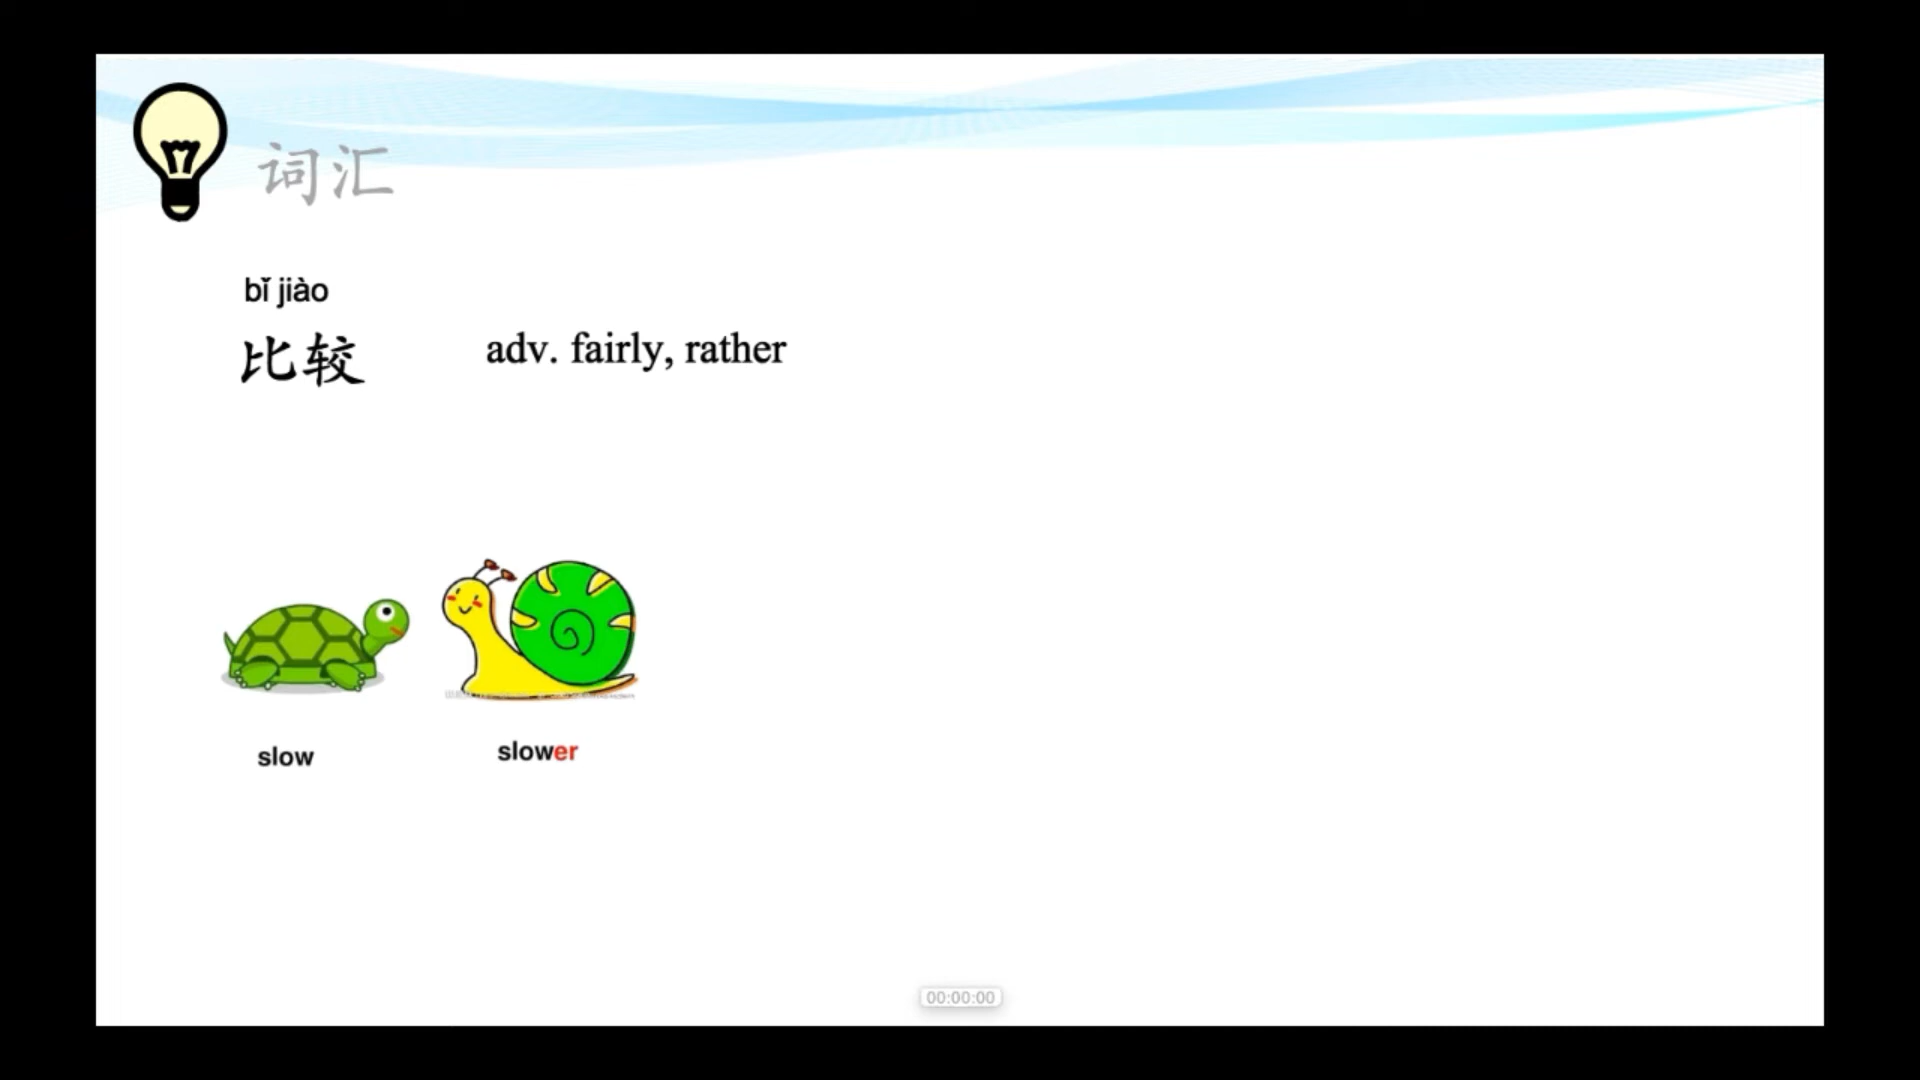 词汇
bǐ jiào
比较 adv. fairly, rather
slow slower
00:00:00